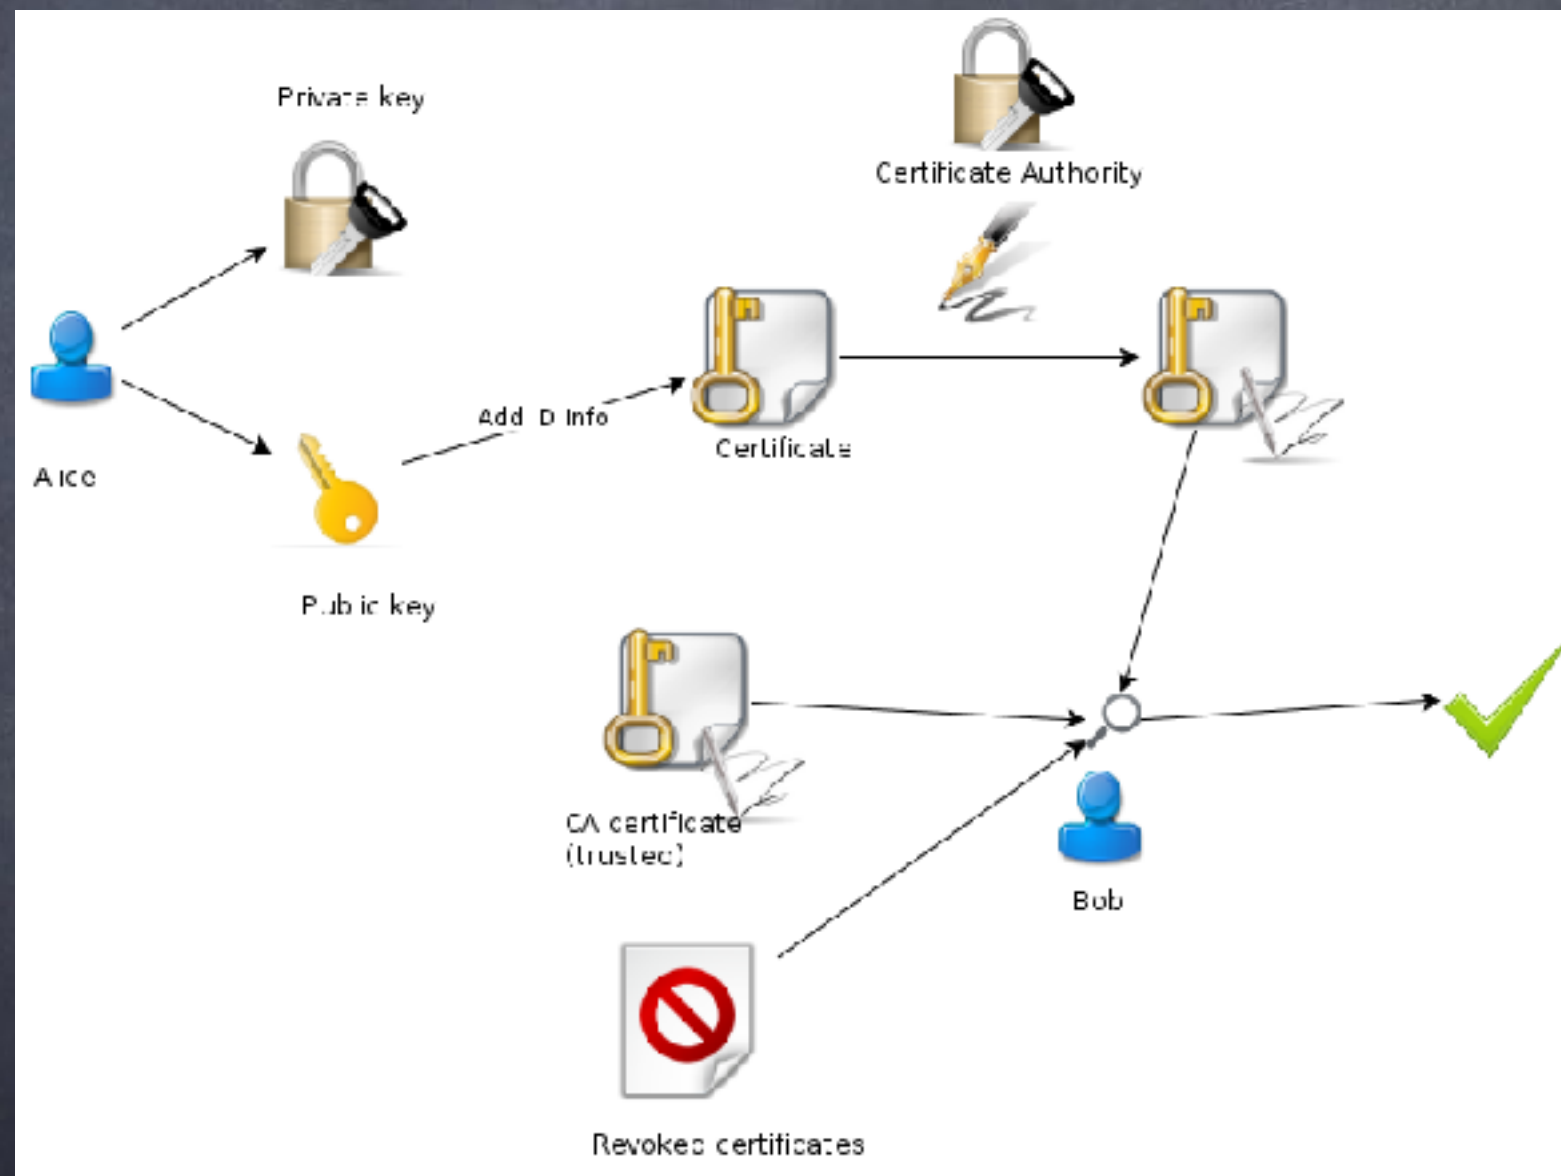 Private key
Certificate Authority
Add ID Info
Certificate
Alice
Public key
CA certificate
(trusted)
Bob
Revoked certificates